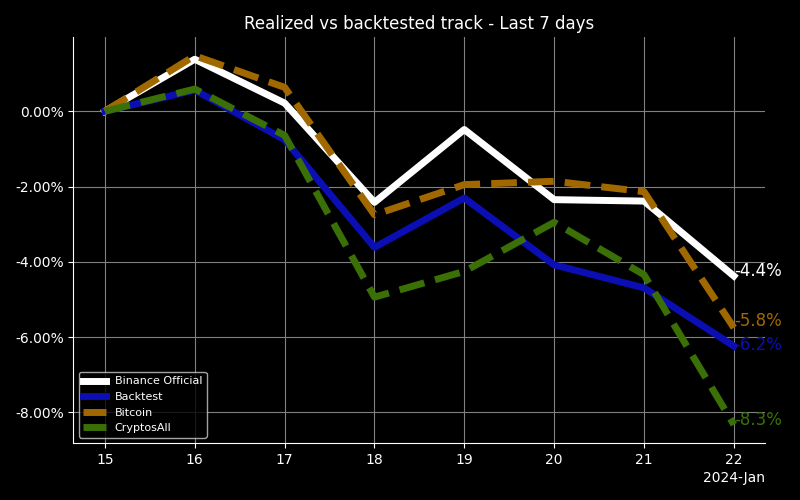 Realized vs backtested track - Last 7 days
0.00%
-2.00%
-4.00%
-6.00%
-8.00%
-4.4%
-5.8%
-6.2%
-8.3%
Binance Official
Backtest
Bitcoin
CryptosAll
15 16 17 18 19 20 21 22
2024-Jan